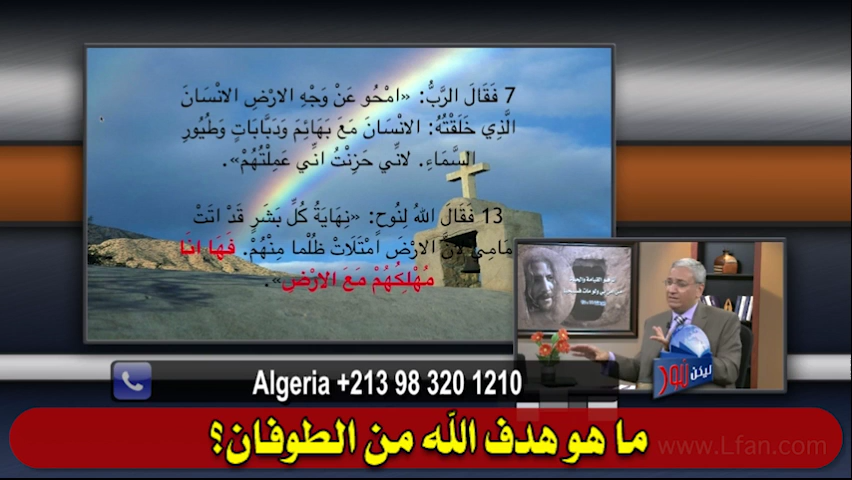 7 فَقَالَ الرَّبُّ: «امْحُو عَنْ وَجْهِ الارْضِ الانْسَانَ
الَّذِي خَلَقْتُهُ: الانْسَانَ مَعَ بَهَائِمَ وَدَبَّابَاتٍ وَطُيُورِ
السَّمَاءِ. لانِّي حَزِنْتُ انِّي عَمِلْتُهُمْ».
13 فَقَالَ اللهُ لِنُوحٍ: «نِهَايَةُ كُلِّ بَشَرٍ قَدْ اتَتْ
امَامِي لانَّ الارْضَ امْتَلَاتْ ظُلْما مِنْهُمْ. فَهَا انَا
مُهْلِكُهُمْ مَعَ الارْضِ».
ليكن نور
Algeria +213 98 320 1210
ما هو هدف الله من الطوفان؟
www.Lfan.com